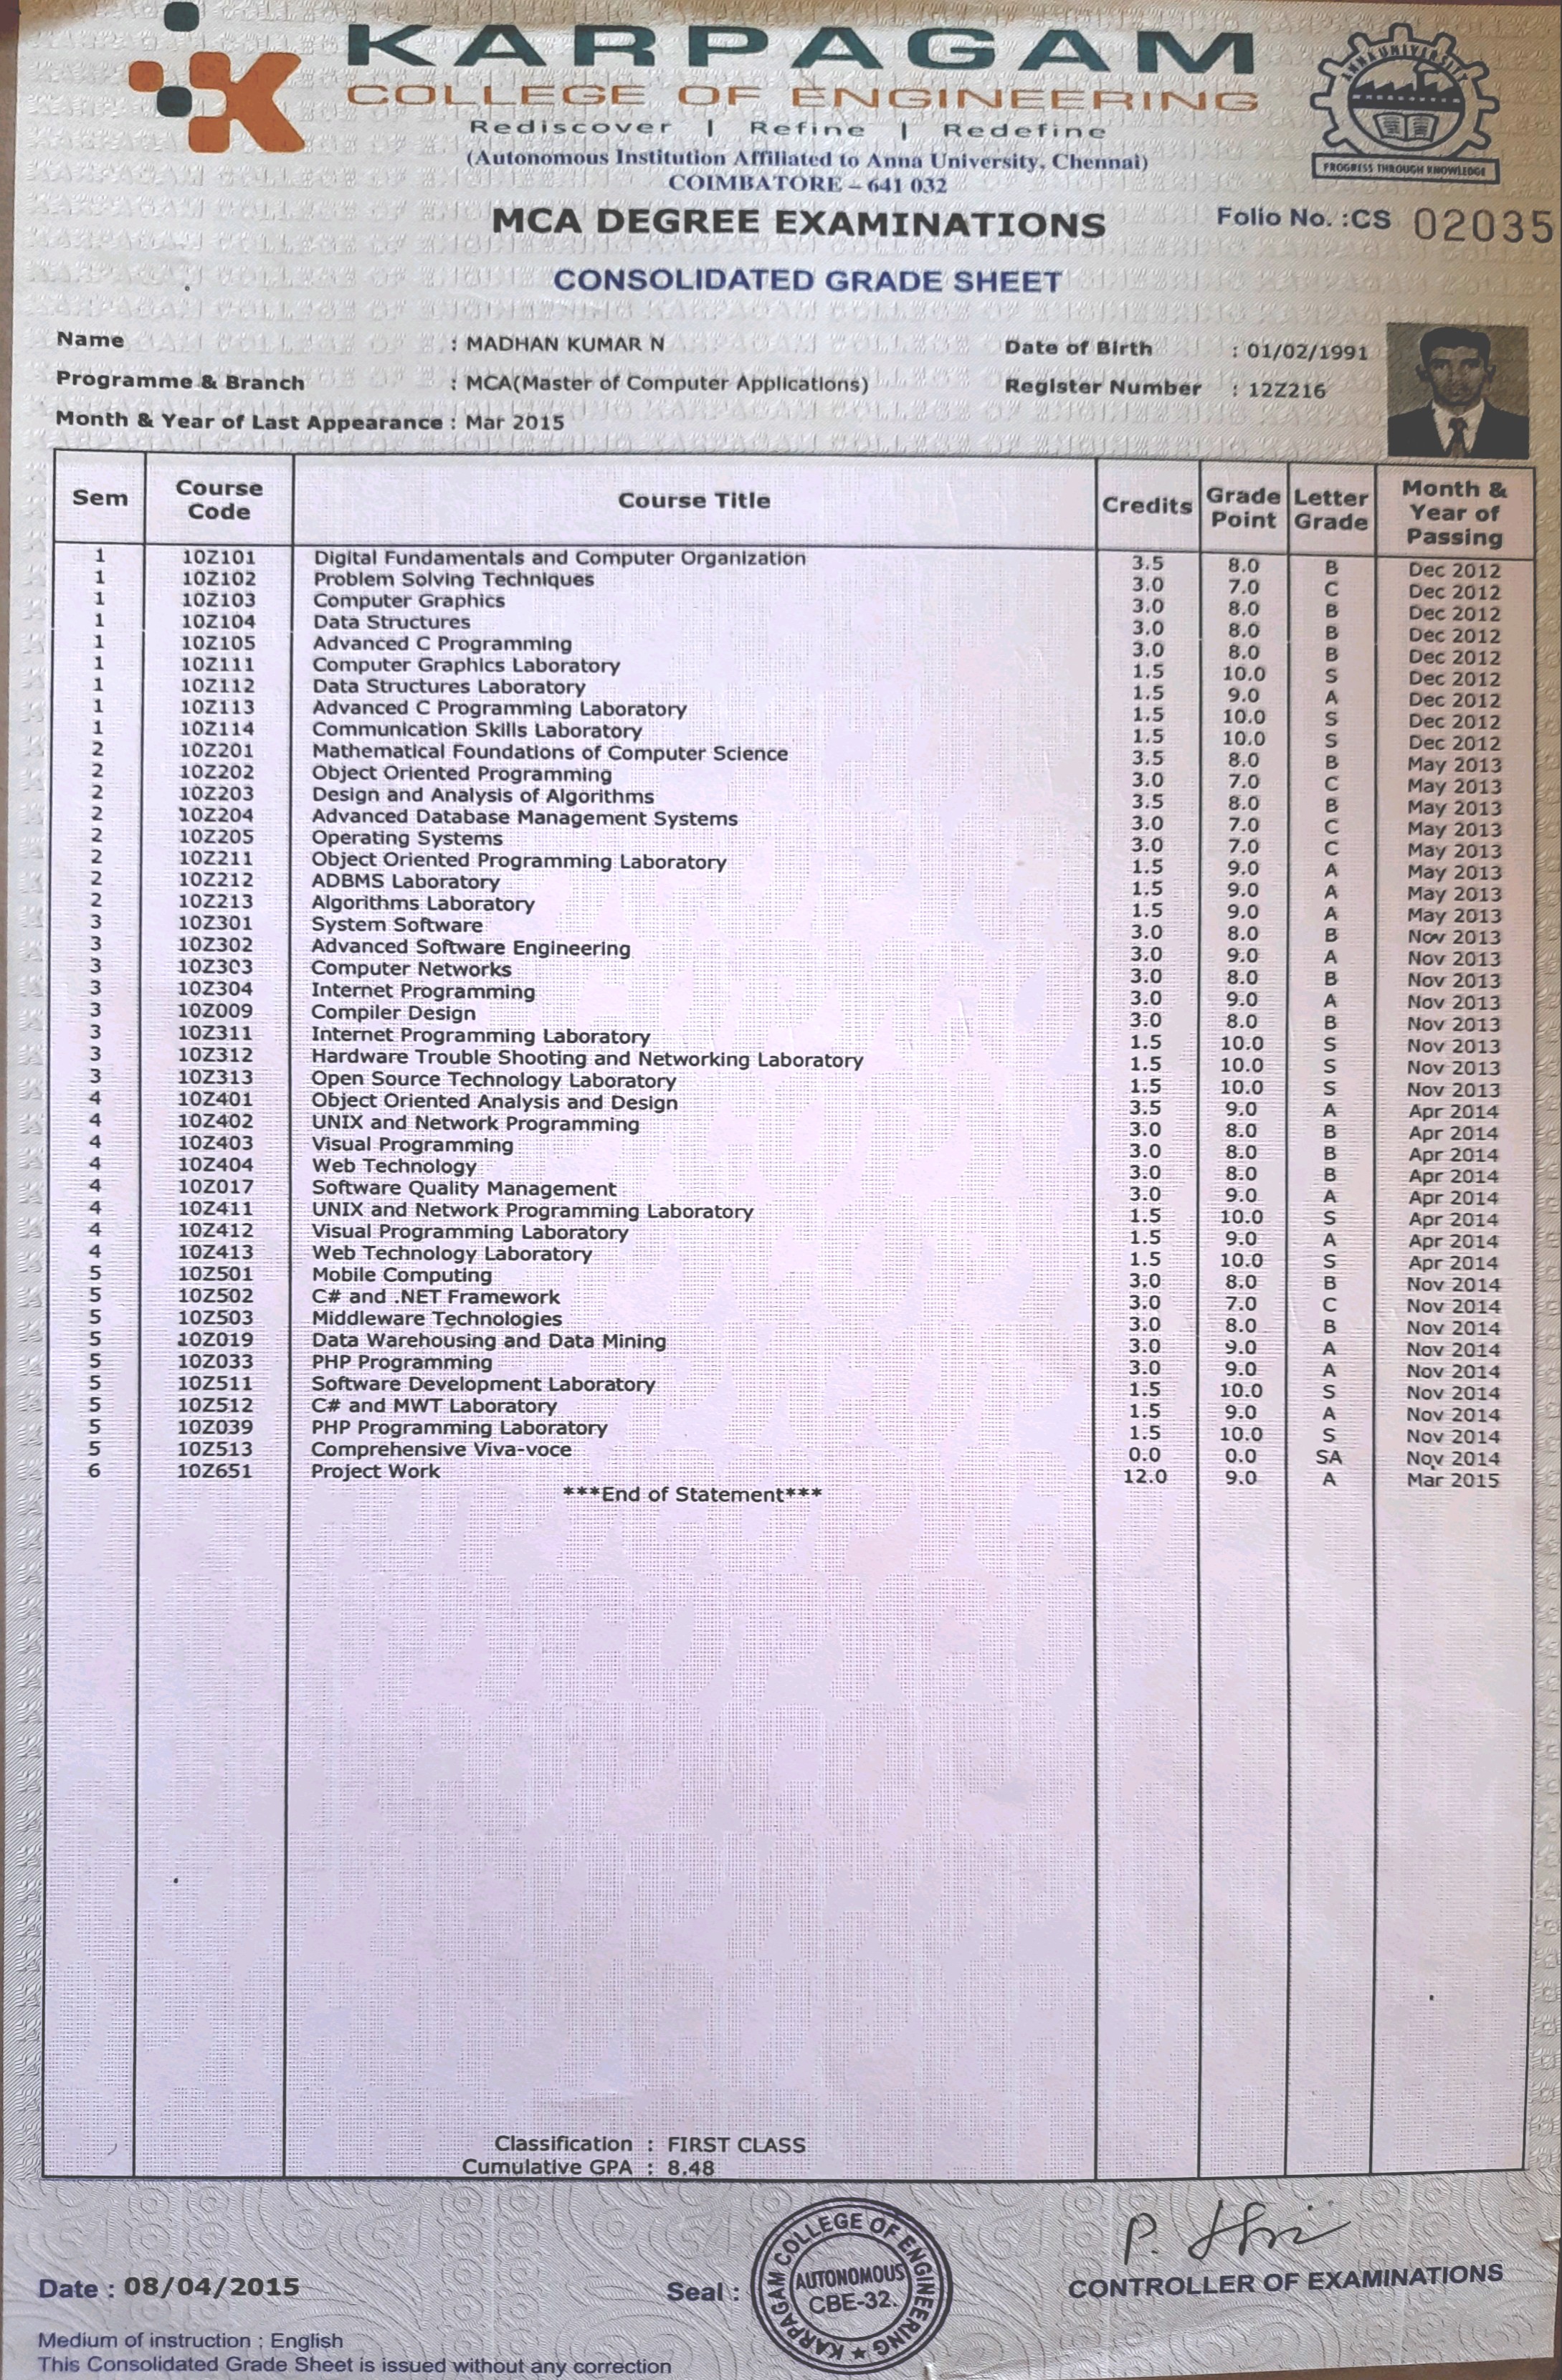 KARPAGAM
COLLEGE OF ENGINEERING
Rediscover | Refine | Redefine
(Autonomous Institution Affiliated to Anna University, Chennai)
COIMBATORE – 641 032
ANNA UNIVERSITY
PROGRESS THROUGH KNOWLEDGE
MCA DEGREE EXAMINATIONS
Folio No. :CS 02035
CONSOLIDATED GRADE SHEET
Name : MADHAN KUMAR N Date of Birth : 01/02/1991
Programme & Branch : MCA(Master of Computer Applications) Register Number : 12Z216
Month & Year of Last Appearance : Mar 2015
Sem Course Code Course Title Credits Grade Point Letter Grade Month & Year of Passing
1 10Z101 Digital Fundamentals and Computer Organization 3.5 8.0 B Dec 2012
1 10Z102 Problem Solving Techniques 3.0 7.0 C Dec 2012
1 10Z103 Computer Graphics 3.0 8.0 B Dec 2012
1 10Z104 Data Structures 3.0 8.0 B Dec 2012
1 10Z105 Advanced C Programming 3.0 8.0 B Dec 2012
1 10Z111 Computer Graphics Laboratory 1.5 10.0 S Dec 2012
1 10Z112 Data Structures Laboratory 1.5 9.0 A Dec 2012
1 10Z113 Advanced C Programming Laboratory 1.5 10.0 S Dec 2012
1 10Z114 Communication Skills Laboratory 1.5 10.0 S Dec 2012
2 10Z201 Mathematical Foundations of Computer Science 3.5 8.0 B May 2013
2 10Z202 Object Oriented Programming 3.0 7.0 C May 2013
2 10Z203 Design and Analysis of Algorithms 3.5 8.0 B May 2013
2 10Z204 Advanced Database Management Systems 3.0 7.0 C May 2013
2 10Z205 Operating Systems 3.0 7.0 C May 2013
2 10Z211 Object Oriented Programming Laboratory 1.5 9.0 A May 2013
2 10Z212 ADBMS Laboratory 1.5 9.0 A May 2013
2 10Z213 Algorithms Laboratory 1.5 9.0 A May 2013
3 10Z301 System Software 3.0 8.0 B Nov 2013
3 10Z302 Advanced Software Engineering 3.0 9.0 A Nov 2013
3 10Z303 Computer Networks 3.0 8.0 B Nov 2013
3 10Z304 Internet Programming 3.0 9.0 A Nov 2013
3 10Z009 Compiler Design 3.0 8.0 B Nov 2013
3 10Z311 Internet Programming Laboratory 1.5 10.0 S Nov 2013
3 10Z312 Hardware Trouble Shooting and Networking Laboratory 1.5 10.0 S Nov 2013
3 10Z313 Open Source Technology Laboratory 1.5 10.0 S Nov 2013
4 10Z401 Object Oriented Analysis and Design 3.5 9.0 A Apr 2014
4 10Z402 UNIX and Network Programming 3.0 8.0 B Apr 2014
4 10Z403 Visual Programming 3.0 8.0 B Apr 2014
4 10Z404 Web Technology 3.0 8.0 B Apr 2014
4 10Z017 Software Quality Management 3.0 9.0 A Apr 2014
4 10Z411 UNIX and Network Programming Laboratory 1.5 10.0 S Apr 2014
4 10Z412 Visual Programming Laboratory 1.5 9.0 A Apr 2014
4 10Z413 Web Technology Laboratory 1.5 10.0 S Apr 2014
5 10Z501 Mobile Computing 3.0 8.0 B Nov 2014
5 10Z502 C# and .NET Framework 3.0 7.0 C Nov 2014
5 10Z503 Middleware Technologies 3.0 8.0 B Nov 2014
5 10Z019 Data Warehousing and Data Mining 3.0 9.0 A Nov 2014
5 10Z033 PHP Programming 3.0 9.0 A Nov 2014
5 10Z511 Software Development Laboratory 1.5 10.0 S Nov 2014
5 10Z512 C# and MWT Laboratory 1.5 9.0 A Nov 2014
5 10Z039 PHP Programming Laboratory 1.5 10.0 S Nov 2014
5 10Z513 Comprehensive Viva-voce 0.0 0.0 SA Nov 2014
6 10Z651 Project Work 12.0 9.0 A Mar 2015
***End of Statement***
Classification : FIRST CLASS
Cumulative GPA : 8.48
Date : 08/04/2015
Seal :
KARPAGAM COLLEGE OF ENGINEERING
AUTONOMOUS
CBE-32.
CONTROLLER OF EXAMINATIONS
Medium of instruction : English
This Consolidated Grade Sheet is issued without any correction